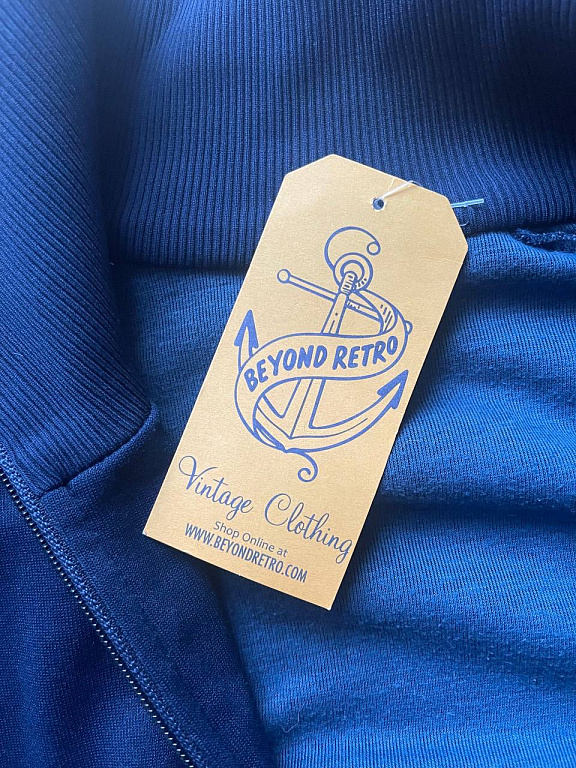 BEYOND RETRO
Vintage Clothing
Shop Online at
WWW.BEYONDRETRO.COM